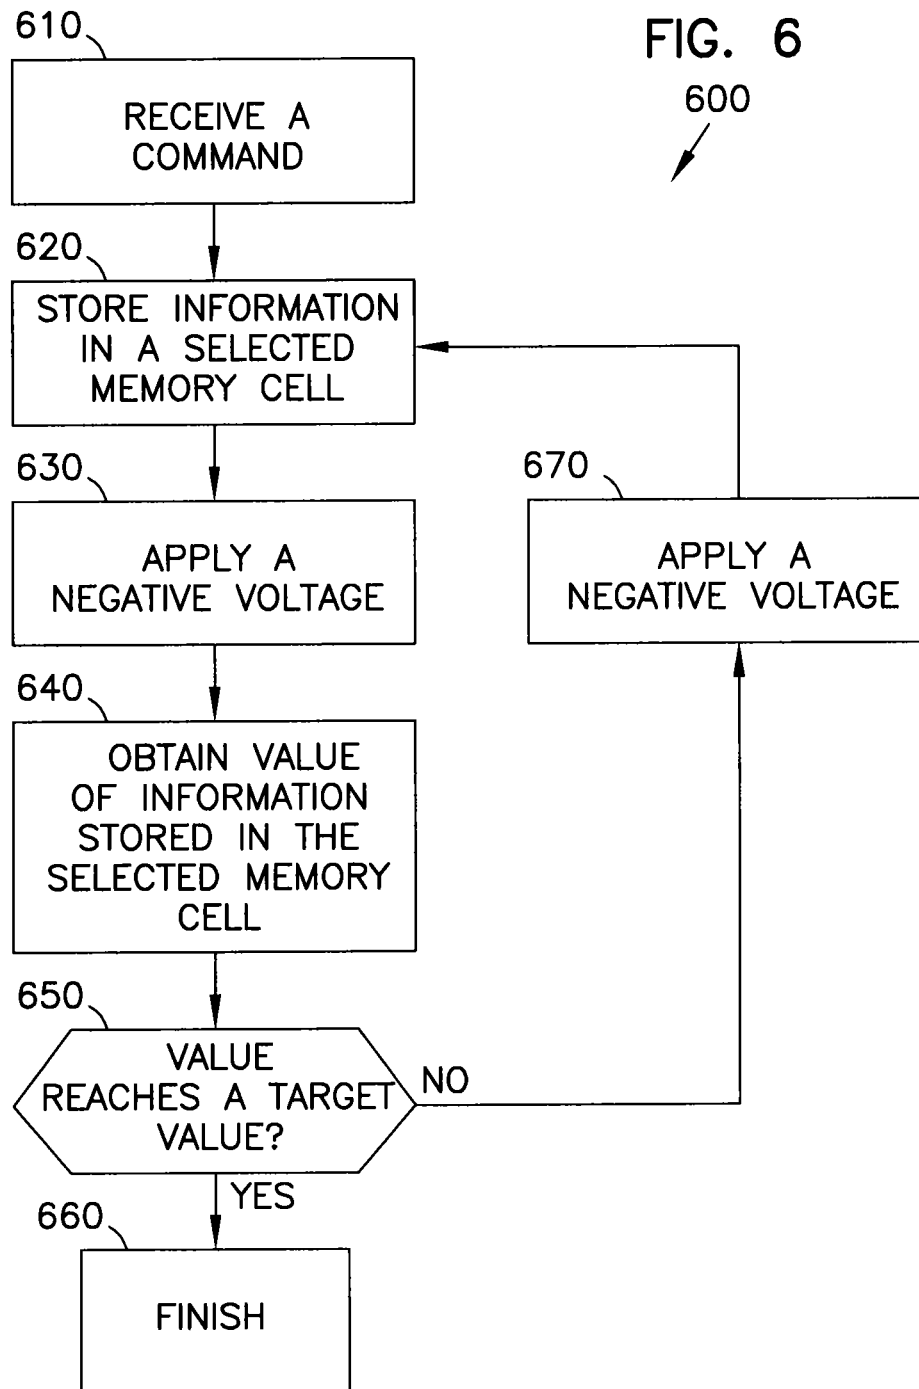 FIG. 6
600
610
RECEIVE A
COMMAND
620
STORE INFORMATION
IN A SELECTED
MEMORY CELL
630
APPLY A
NEGATIVE VOLTAGE
640
OBTAIN VALUE
OF INFORMATION
STORED IN THE
SELECTED MEMORY
CELL
650
VALUE
REACHES A TARGET
VALUE?
NO
YES
660
FINISH
670
APPLY A
NEGATIVE VOLTAGE